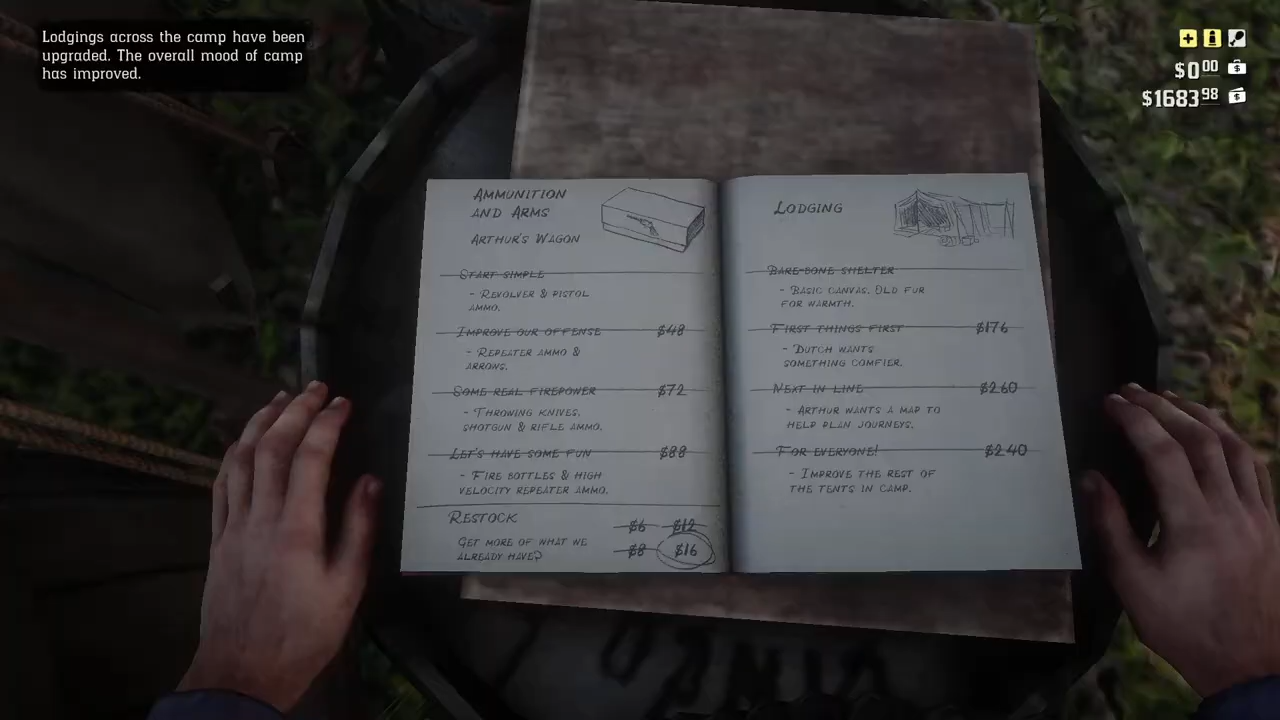 Lodgings across the camp have been
upgraded. The overall mood of camp
has improved.
$0 00
$1683 98
AMMUNITION
AND ARMS
ARTHUR'S WAGON
START SIMPLE
- REVOLVER & PISTOL
AMMO.
IMPROVE OUR OFFENSE $48
- REPEATER AMMO &
ARROWS.
SOME REAL FIREPOWER $72
- THROWING KNIVES,
SHOTGUN & RIFLE AMMO.
LET'S HAVE SOME FUN $88
- FIRE BOTTLES & HIGH
VELOCITY REPEATER AMMO.
RESTOCK $6 $12
GET MORE OF WHAT WE $8 $16
ALREADY HAVE?
LODGING
BARE-BONE SHELTER
- BASIC CANVAS. OLD FUR
FOR WARMTH.
FIRST THINGS FIRST $176
- DUTCH WANTS
SOMETHING COMFIER.
NEXT IN LINE $260
- ARTHUR WANTS A MAP TO
HELP PLAN JOURNEYS.
FOR EVERYONE! $240
- IMPROVE THE REST OF
THE TENTS IN CAMP.